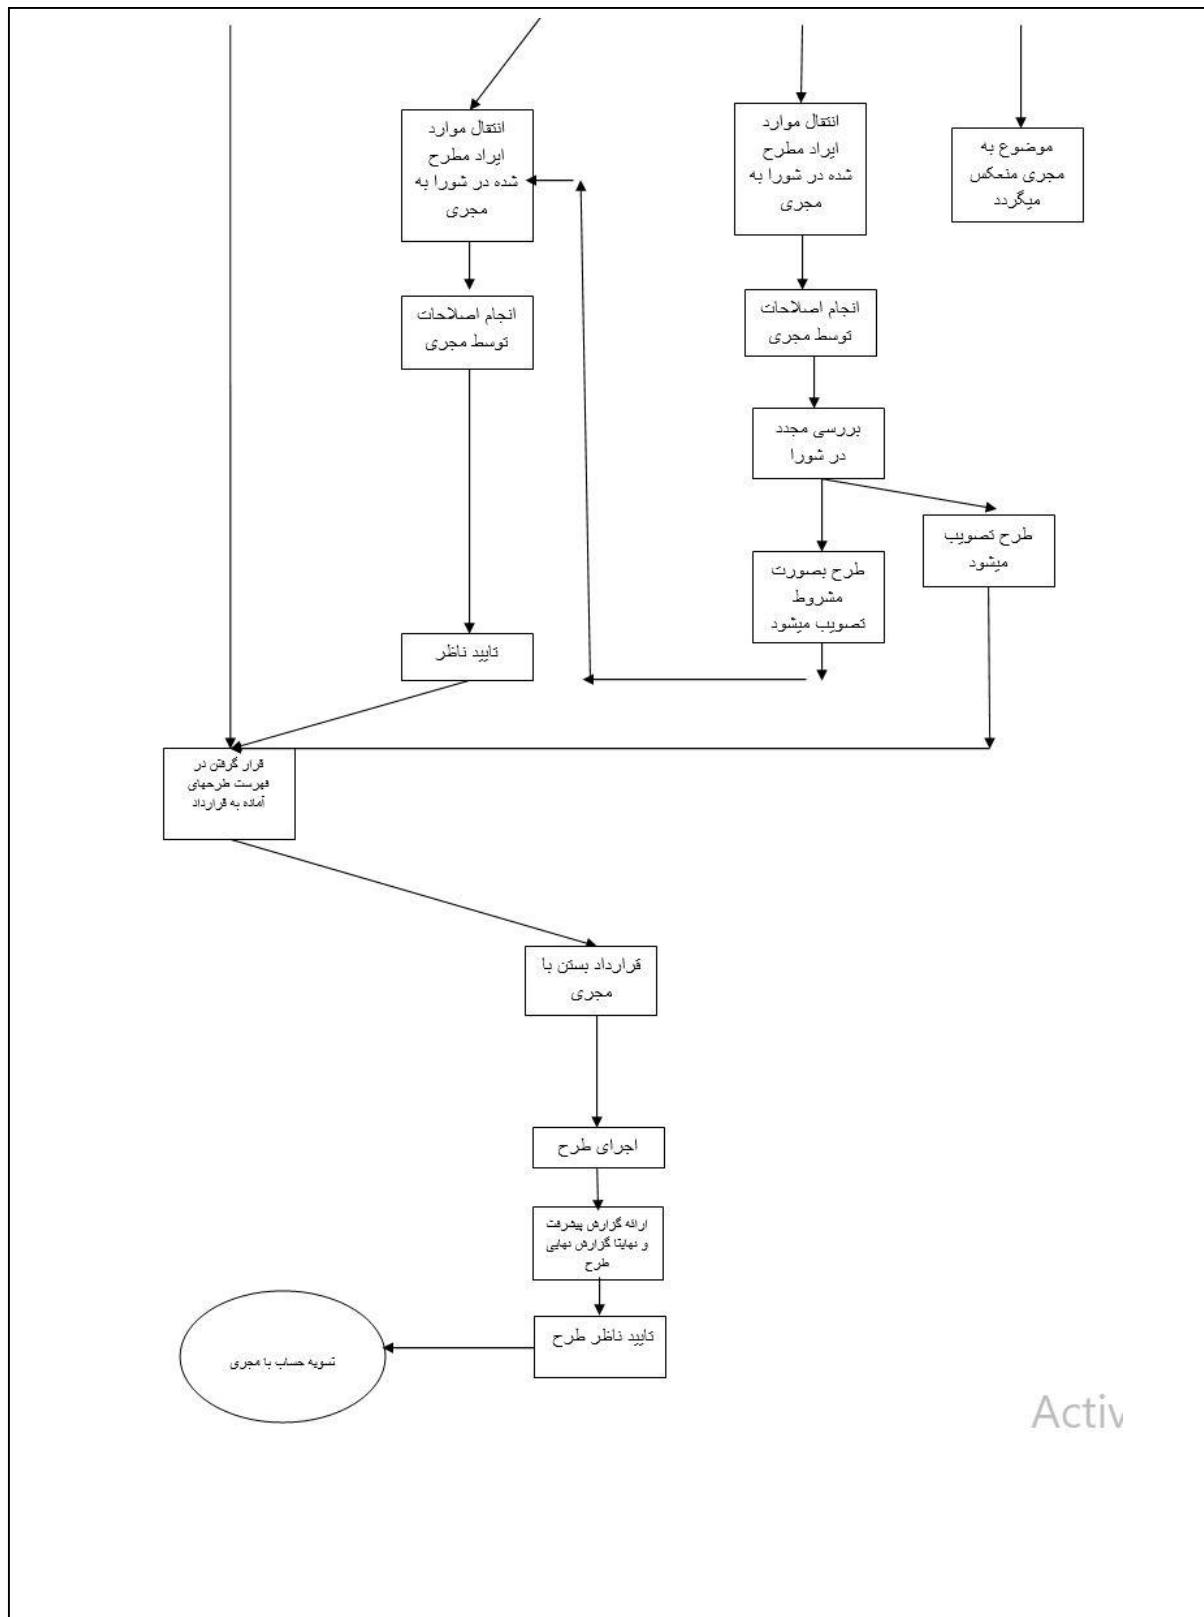 انتقال موارد
ایراد مطرح
شده در شورا به
مجری
انتقال موارد
ایراد مطرح
شده در شورا به
مجری
موضوع به
مجری منعکس
میگردد
انجام اصلاحات
توسط مجری
انجام اصلاحات
توسط مجری
بررسی مجدد
در شورا
طرح تصویب
میشود
طرح بصورت
مشروط
تصویب میشود
تایید ناظر
قرار گرفتن در
فهرست طرحهای
آماده به قرارداد
قرارداد بستن با
مجری
اجرای طرح
ارائه گزارش پیشرفت
و نهایتا گزارش نهایی
طرح
تایید ناظر طرح
تسویه حساب با مجری
Activ